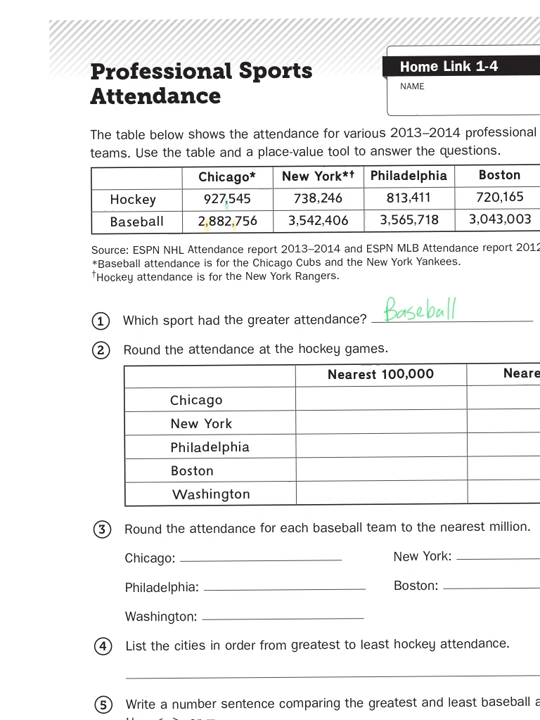 Professional Sports
Attendance
Home Link 1-4
NAME
The table below shows the attendance for various 2013–2014 professional
teams. Use the table and a place-value tool to answer the questions.
Chicago* New York*† Philadelphia Boston
Hockey 927,545 738,246 813,411 720,165
Baseball 2,882,756 3,542,406 3,565,718 3,043,003
Source: ESPN NHL Attendance report 2013–2014 and ESPN MLB Attendance report 2012
*Baseball attendance is for the Chicago Cubs and the New York Yankees.
†Hockey attendance is for the New York Rangers.
1 Which sport had the greater attendance? Baseball
2 Round the attendance at the hockey games.
Nearest 100,000 Neare
Chicago
New York
Philadelphia
Boston
Washington
3 Round the attendance for each baseball team to the nearest million.
Chicago: New York:
Philadelphia: Boston:
Washington:
4 List the cities in order from greatest to least hockey attendance.
5 Write a number sentence comparing the greatest and least baseball a